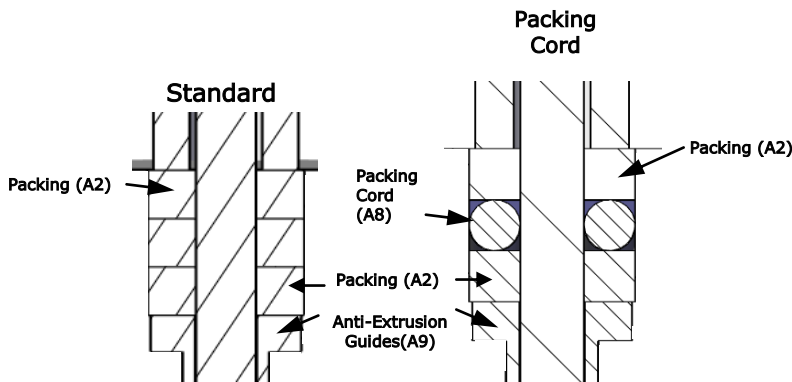 Standard
Packing (A2)
Packing
Cord
Packing
Cord
(A8)
Packing (A2)
Packing (A2)
Anti-Extrusion
Guides(A9)